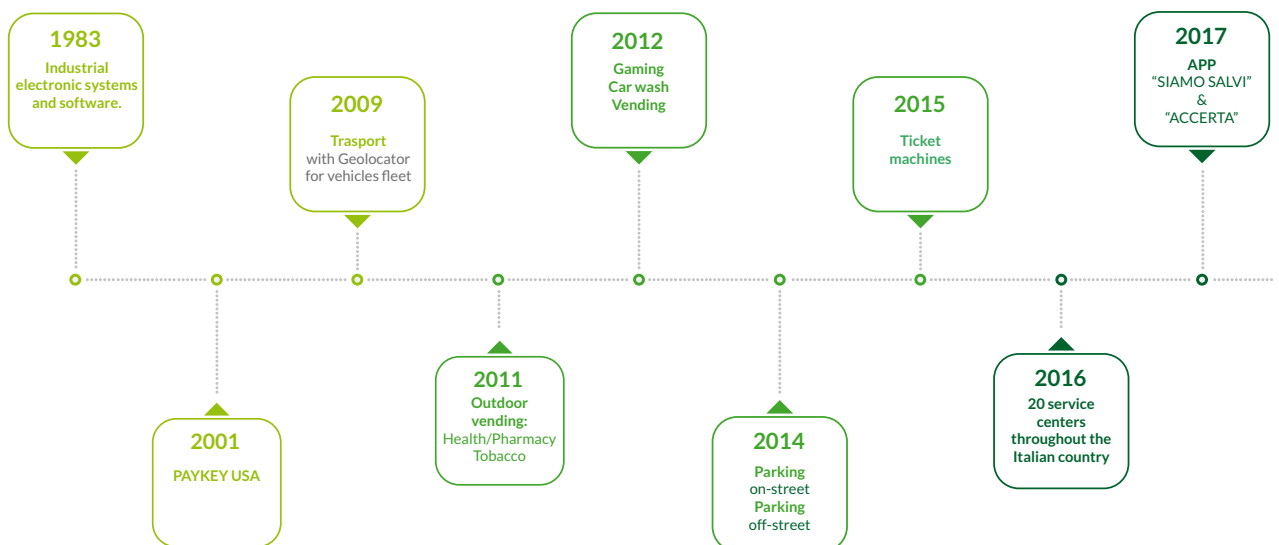 1983
Industrial
electronic systems
and software.
2001
PAYKEY USA
2009
Trasport
with Geolocator
for vehicles fleet
2011
Outdoor
vending:
Health/Pharmacy
Tobacco
2012
Gaming
Car wash
Vending
2014
Parking
on-street
Parking
off-street
2015
Ticket
machines
2016
20 service
centers
throughout the
Italian country
2017
APP
“SIAMO SALVI”
&
“ACCERTA”